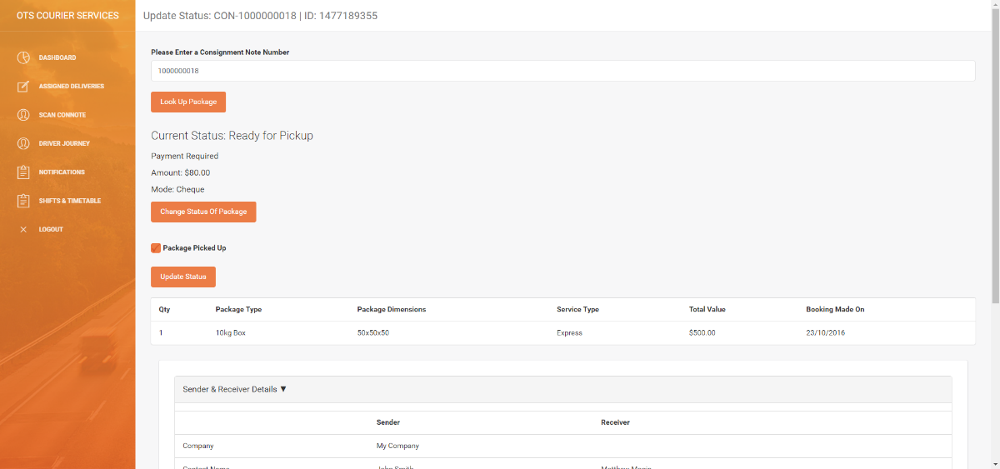 OTS COURIER SERVICES
Update Status: CON-1000000018 | ID: 1477189355
DASHBOARD
ASSIGNED DELIVERIES
SCAN CONNOTE
DRIVER JOURNEY
NOTIFICATIONS
SHIFTS & TIMETABLE
LOGOUT
Please Enter a Consignment Note Number
1000000018
Look Up Package
Current Status: Ready for Pickup
Payment Required
Amount: $80.00
Mode: Cheque
Change Status Of Package
Package Picked Up
Update Status
Qty Package Type Package Dimensions Service Type Total Value Booking Made On
1 10kg Box 50x50x50 Express $500.00 23/10/2016
Sender & Receiver Details ▼
Sender Receiver
Company My Company
Contact Name John Smith Matthew